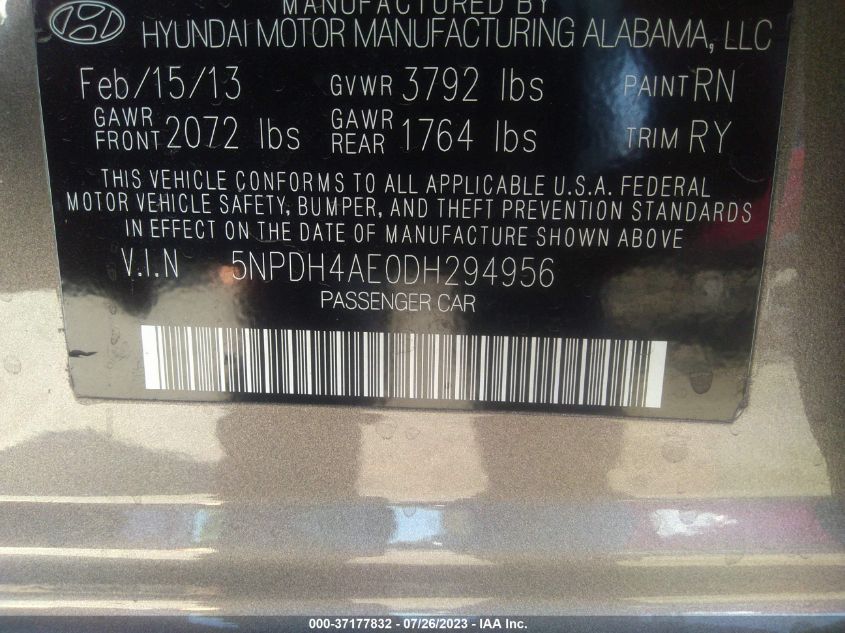 MANUFACTURED BY
HYUNDAI MOTOR MANUFACTURING ALABAMA, LLC
Feb/15/13 GVWR 3792 lbs PAINT RN
GAWR FRONT 2072 lbs GAWR REAR 1764 lbs TRIM RY
THIS VEHICLE CONFORMS TO ALL APPLICABLE U.S.A. FEDERAL
MOTOR VEHICLE SAFETY, BUMPER, AND THEFT PREVENTION STANDARDS
IN EFFECT ON THE DATE OF MANUFACTURE SHOWN ABOVE
V.I.N 5NPDH4AE0DH294956
PASSENGER CAR
000-37177832 - 07/26/2023 - IAA Inc.